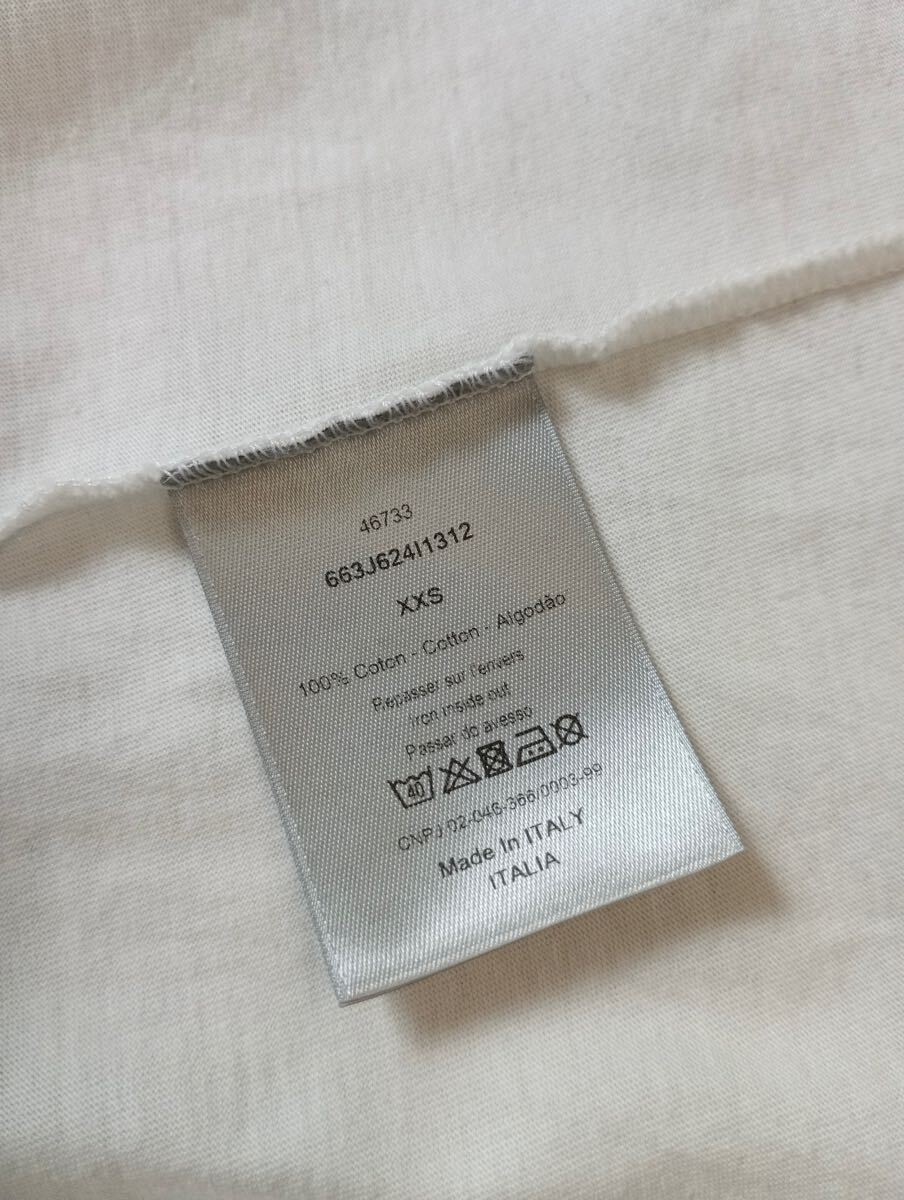 46733
663J624I1312
XXS
100% Coton - Cotton - Algodão
Repasser sur l'envers
Iron inside out
Passar do avesso
40
CNPJ 02-046-366/0003-99
Made In ITALY
ITALIA